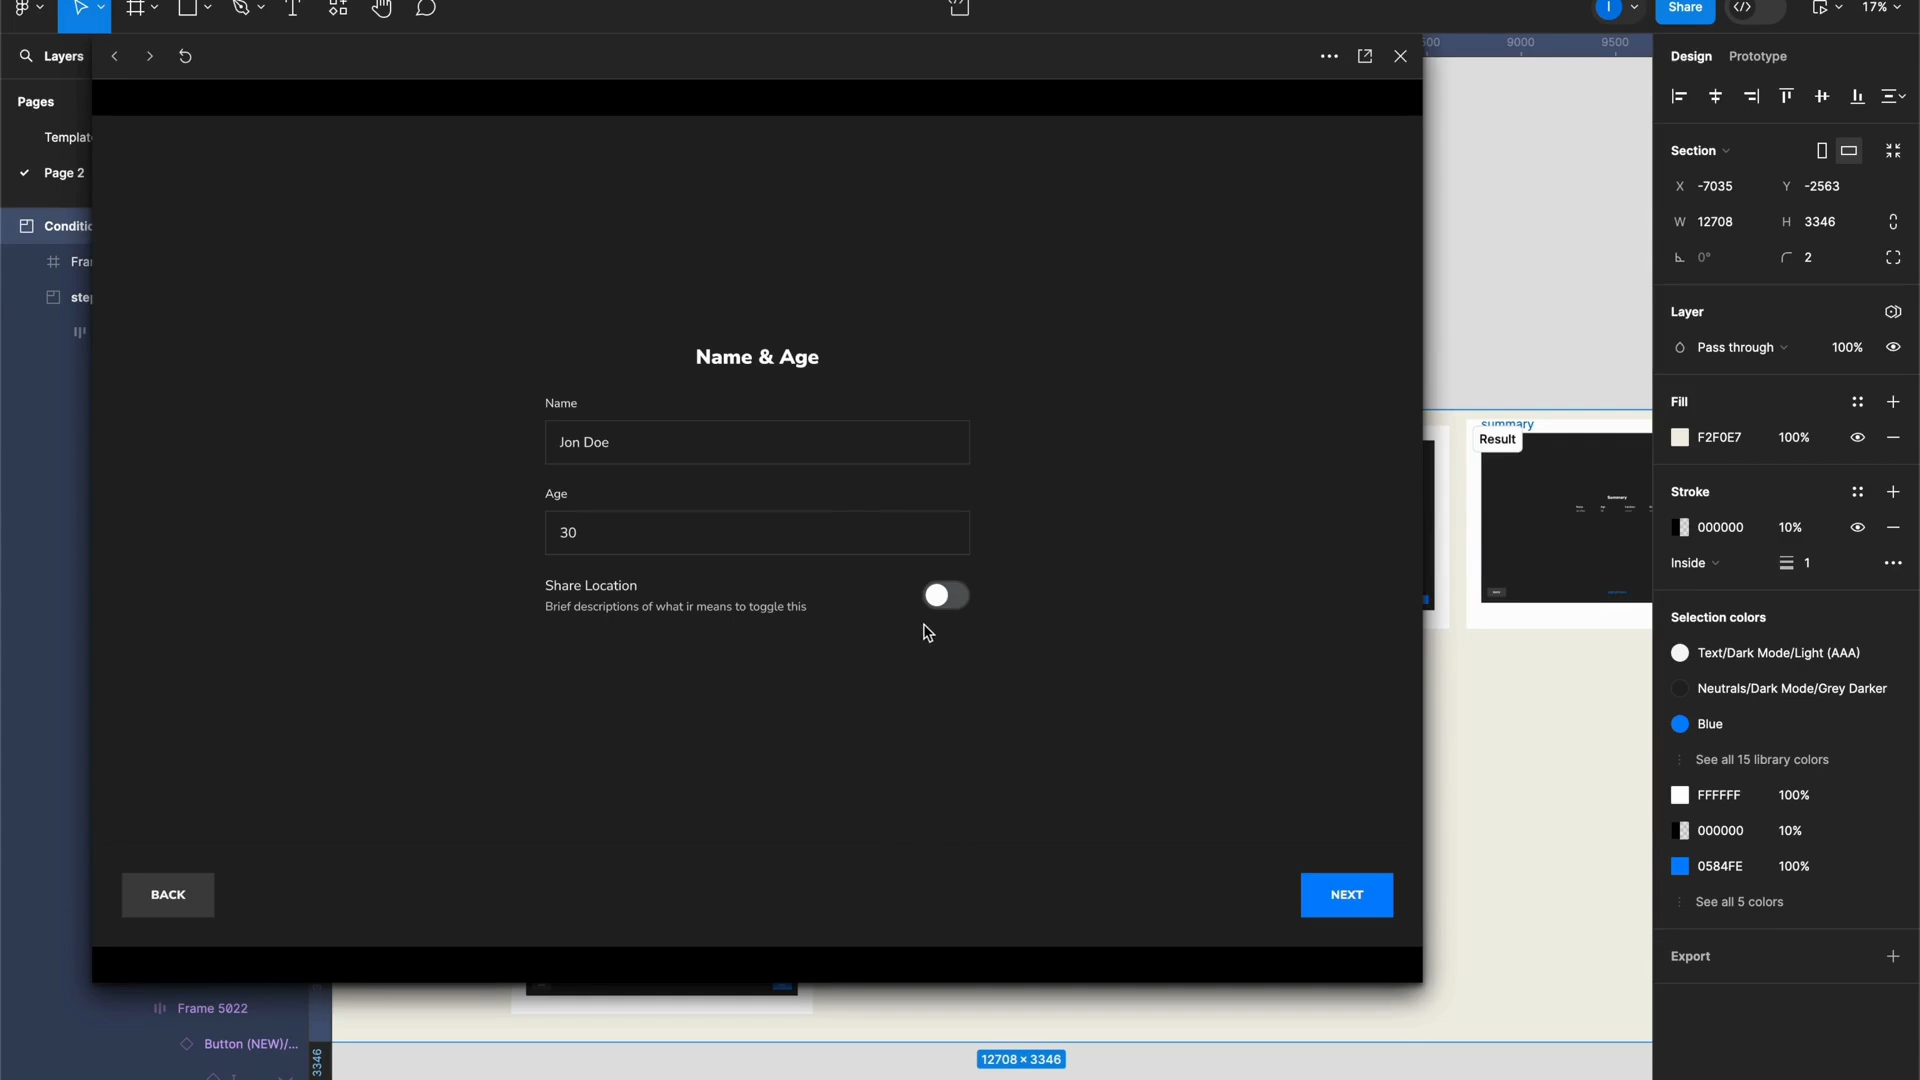 Share
17%
Layers
500
9000
9500
Design
Prototype
Pages
Templat
Page 2
Section
X -7035
Y -2563
Conditio
W 12708
H 3346
Fra
0°
2
step
Layer
Pass through
100%
Name & Age
Fill
Name
Jon Doe
summary
Result
F2F0E7
100%
Age
30
Stroke
Summary
000000
10%
Inside
1
Share Location
Brief descriptions of what ir means to toggle this
Selection colors
Text/Dark Mode/Light (AAA)
Neutrals/Dark Mode/Grey Darker
Blue
See all 15 library colors
FFFFFF
100%
000000
10%
0584FE
100%
BACK
NEXT
See all 5 colors
Export
Frame 5022
Button (NEW)/...
3346
12708 × 3346